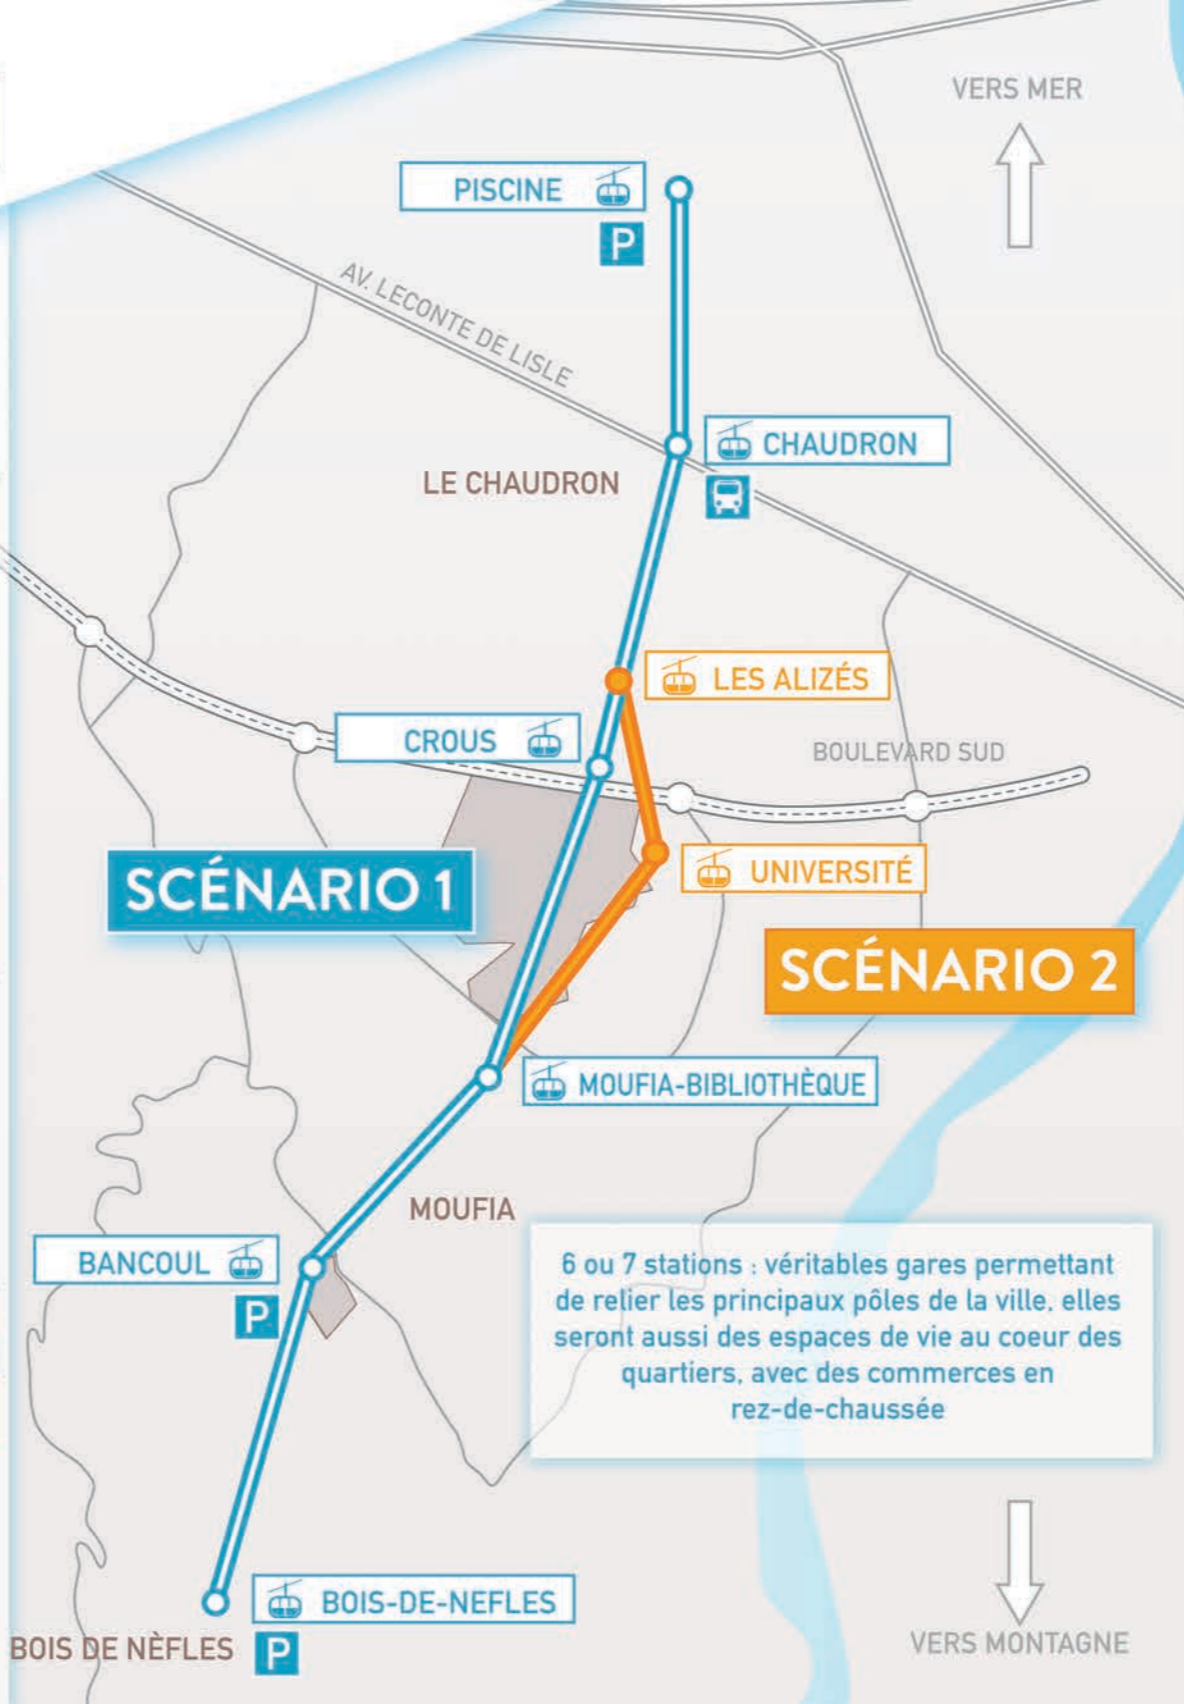 VERS MER
PISCINE
P
AV. LECONTE DE LISLE
CHAUDRON
LE CHAUDRON
LES ALIZÉS
CROUS
BOULEVARD SUD
SCÉNARIO 1
UNIVERSITÉ
SCÉNARIO 2
MOUFIA-BIBLIOTHÈQUE
MOUFIA
BANCOUL
P
6 ou 7 stations : véritables gares permettant
de relier les principaux pôles de la ville, elles
seront aussi des espaces de vie au coeur des
quartiers, avec des commerces en
rez-de-chaussée
BOIS-DE-NEFLES
BOIS DE NÈFLES
P
VERS MONTAGNE